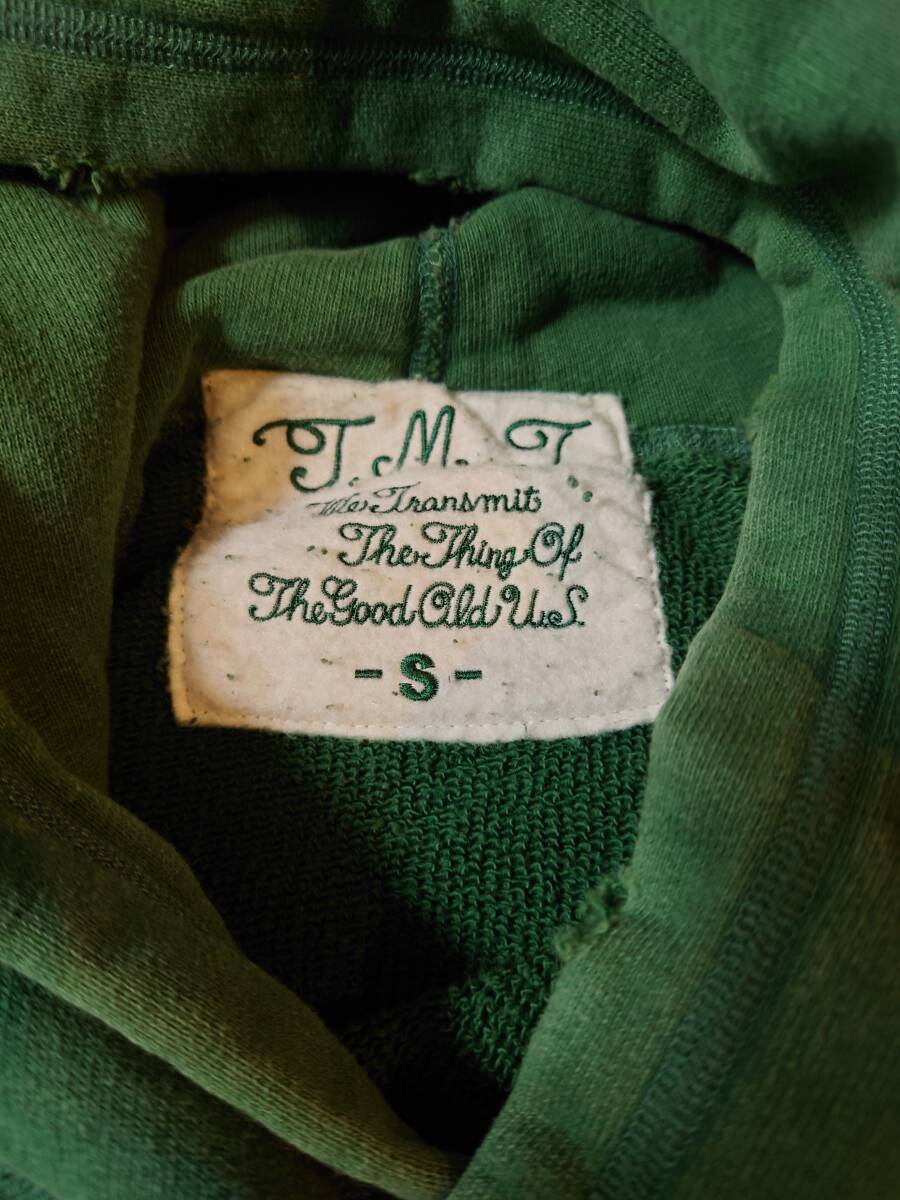 T. M. T
We Transmit
The Thing Of
The Good Old U.S.
- S -